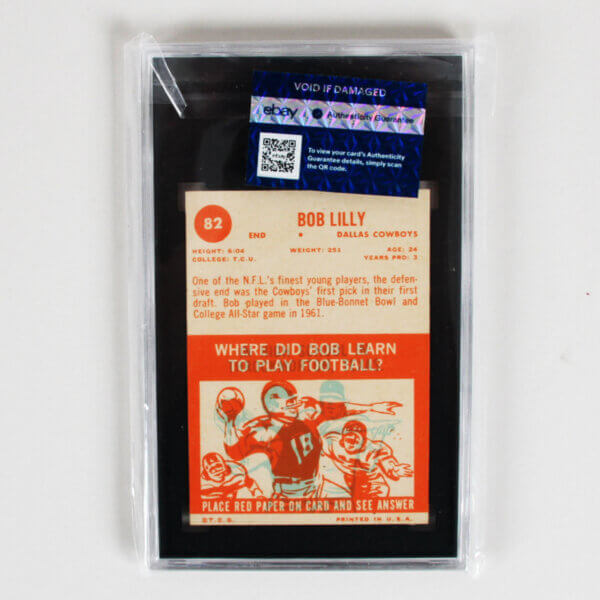 VOID IF DAMAGED
ebay Authenticity Guarantee
ebay
To view your card's Authenticity
Guarantee details, simply scan
the QR code.
82
BOB LILLY
END * DALLAS COWBOYS
HEIGHT: 6:04 WEIGHT: 251 AGE: 24
COLLEGE: T.C.U. YEARS PRO: 3
One of the N.F.L.'s finest young players, the defen-
sive end was the Cowboys' first pick in their first
draft. Bob played in the Blue-Bonnet Bowl and
College All-Star game in 1961.
WHERE DID BOB LEARN
TO PLAY FOOTBALL?
18
PLACE RED PAPER ON CARD AND SEE ANSWER
©T.C.G. PRINTED IN U.S.A.